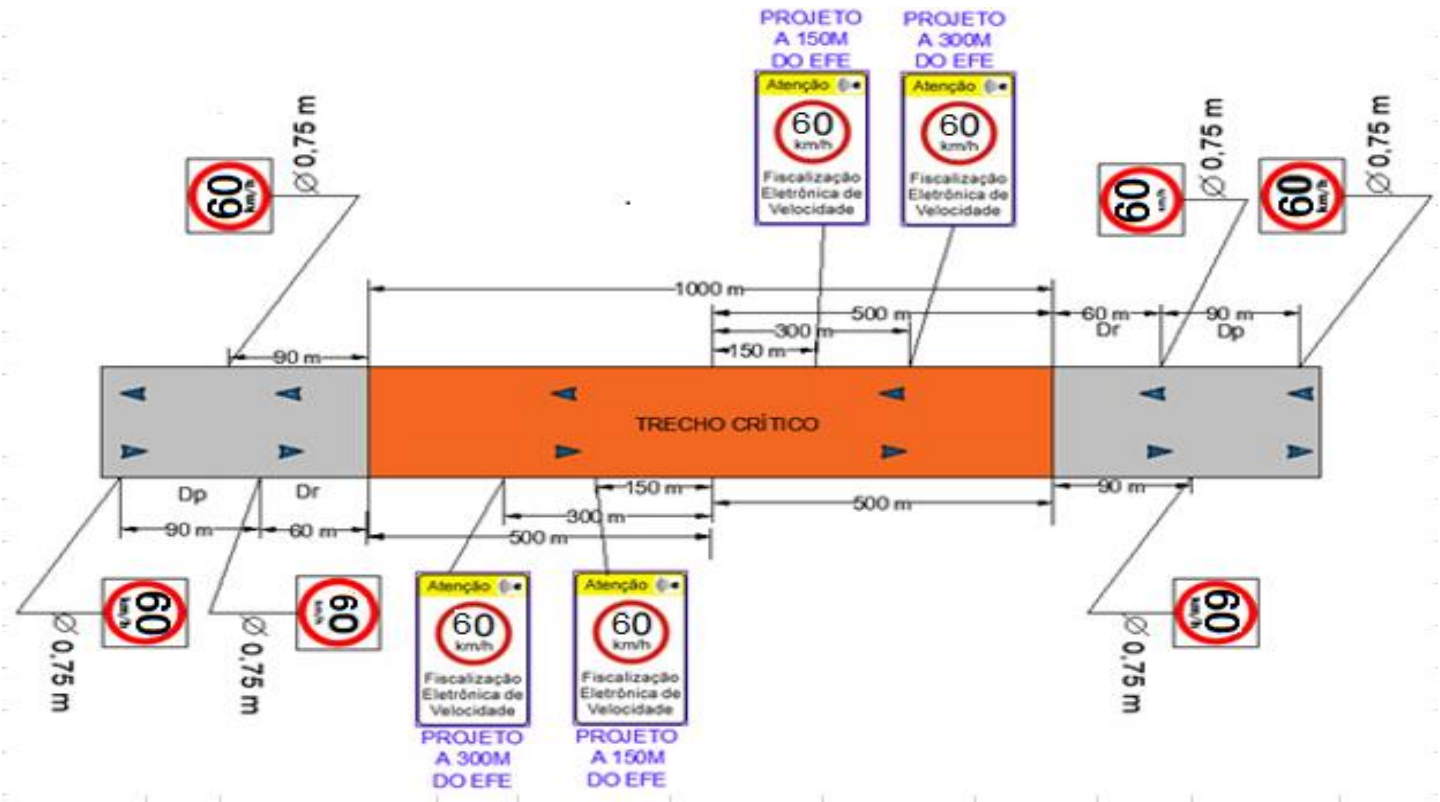 PROJETO
A 150M
DO EFE
PROJETO
A 300M
DO EFE
Atenção
60
km/h
Fiscalização
Eletrônica de
Velocidade
Atenção
60
km/h
Fiscalização
Eletrônica de
Velocidade
60
km/h
Ø 0,75 m
60
km/h
Ø 0,75 m
60
km/h
Ø 0,75 m
1000 m
500 m
60 m
90 m
Dr
Dp
300 m
150 m
90 m
TRECHO CRÍTICO
Dp
Dr
150 m
90 m
300 m
500 m
90 m
60 m
500 m
60
km/h
Ø 0,75 m
60
km/h
Ø 0,75 m
Atenção
60
km/h
Fiscalização
Eletrônica de
Velocidade
PROJETO
A 300M
DO EFE
Atenção
60
km/h
Fiscalização
Eletrônica de
Velocidade
PROJETO
A 150M
DO EFE
60
km/h
Ø 0,75 m